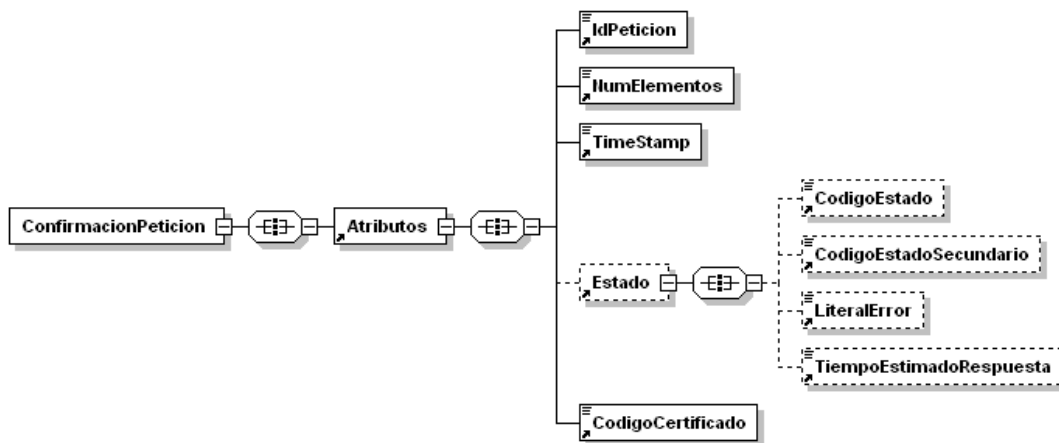 IdPeticion
NumElementos
TimeStamp
ConfirmacionPeticion
Atributos
Estado
CodigoEstado
CodigoEstadoSecundario
LiteralError
TiempoEstimadoRespuesta
CodigoCertificado